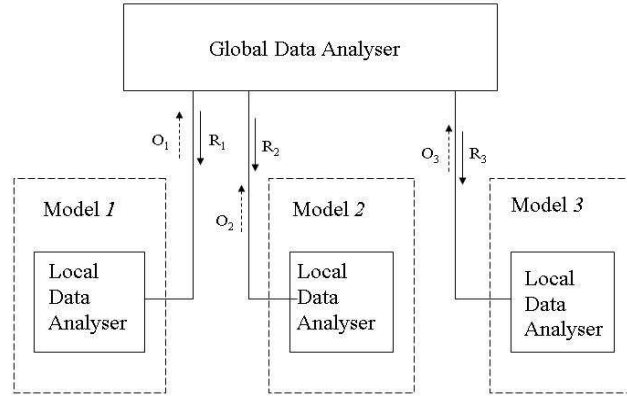 Global Data Analyser
O1 R1 R2 O3 R3
O2
Model 1
Model 2
Model 3
Local
Data
Analyser
Local
Data
Analyser
Local
Data
Analyser